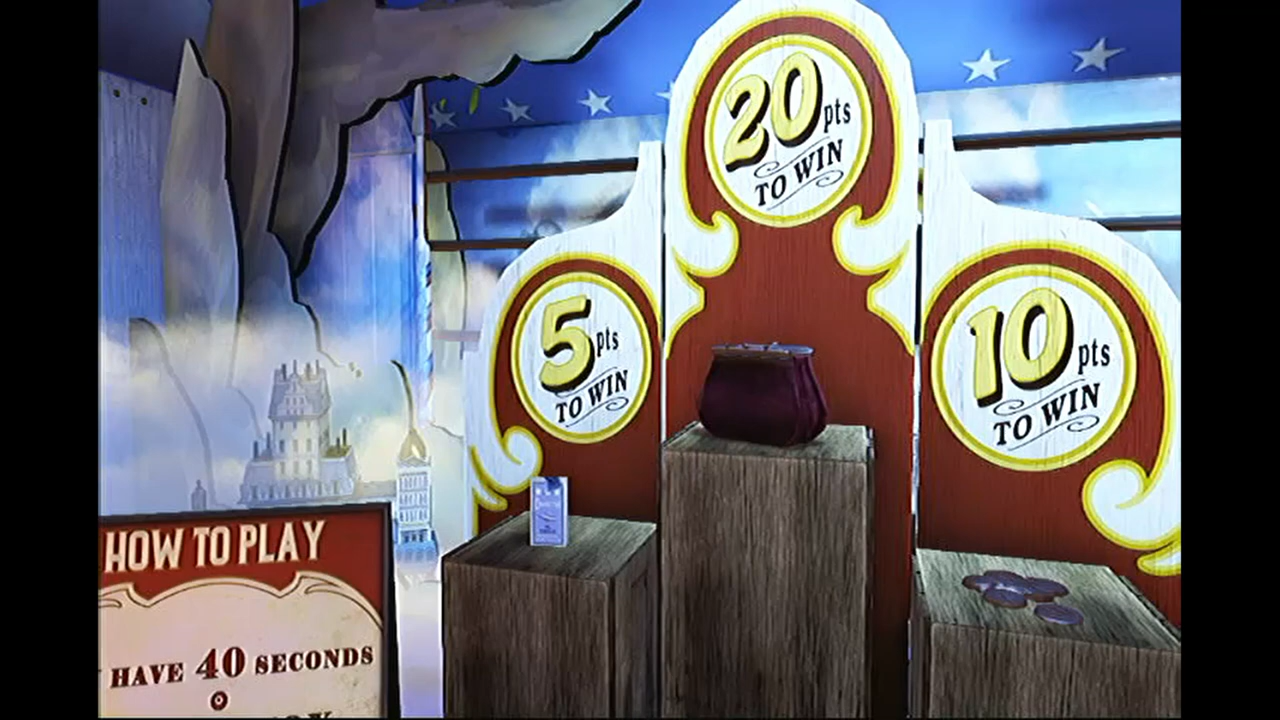 20 pts
TO WIN
5 pts
TO WIN
10 pts
TO WIN
HOW TO PLAY
HAVE 40 SECONDS